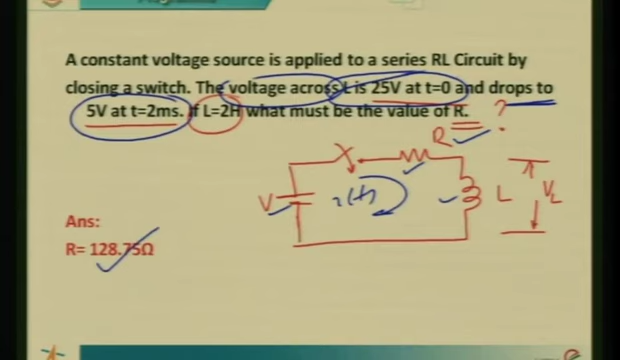 A constant voltage source is applied to a series RL Circuit by
closing a switch. The voltage across L is 25V at t=0 and drops to
5V at t=2ms. If L=2H what must be the value of R.
?
R
V
i(t)
L
VL
Ans:
R= 128.75Ω